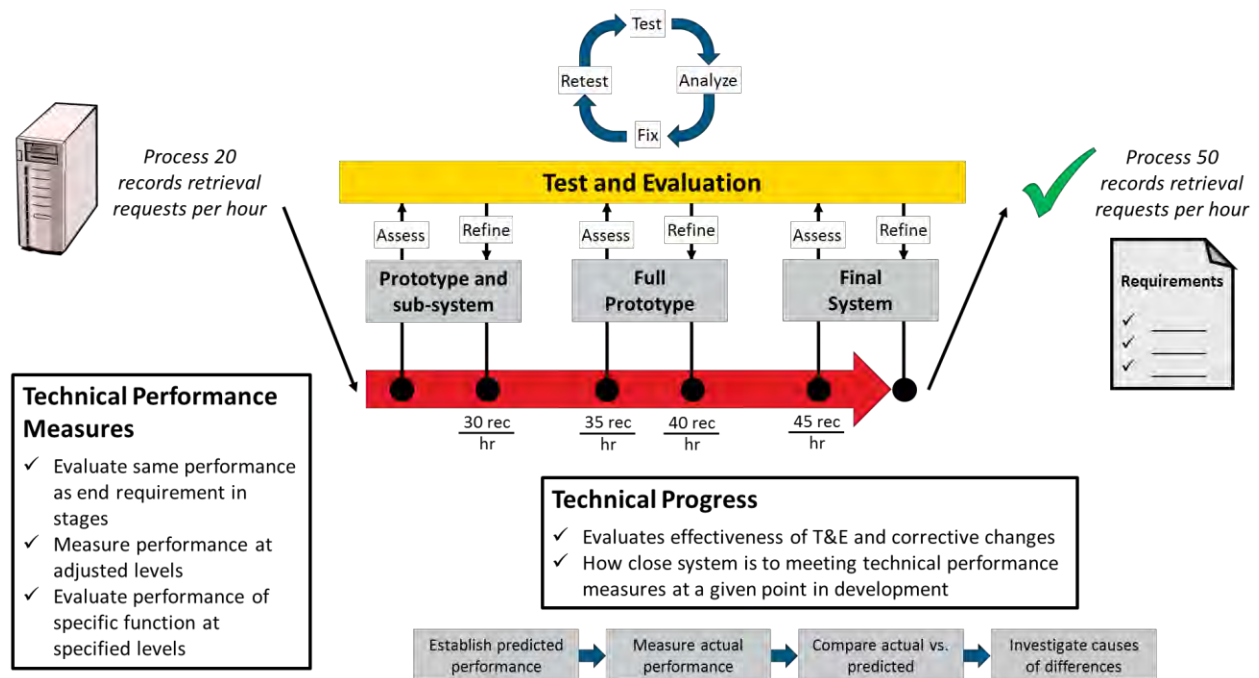 Test
Retest
Analyze
Fix
Process 20
records retrieval
requests per hour
Test and Evaluation
Process 50
records retrieval
requests per hour
Assess
Refine
Assess
Refine
Assess
Refine
Prototype and
sub-system
Full
Prototype
Final
System
Requirements
30 rec
hr
35 rec
hr
40 rec
hr
45 rec
hr
Technical Performance
Measures
✓ Evaluate same performance
as end requirement in
stages
✓ Measure performance at
adjusted levels
✓ Evaluate performance of
specific function at
specified levels
Technical Progress
✓ Evaluates effectiveness of T&E and corrective changes
✓ How close system is to meeting technical performance
measures at a given point in development
Establish predicted
performance
Measure actual
performance
Compare actual vs.
predicted
Investigate causes
of differences